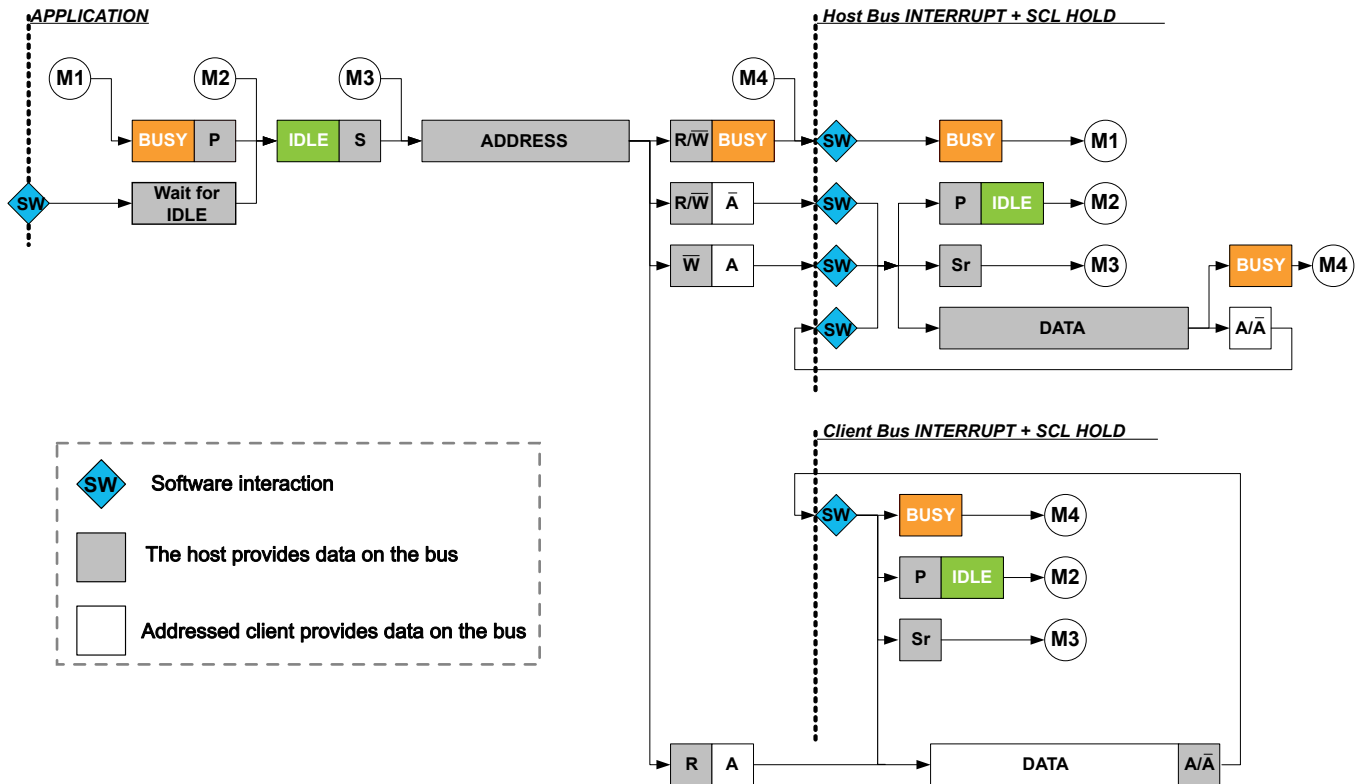 APPLICATION
Host Bus INTERRUPT + SCL HOLD
M1
M2
M3
M4
BUSY P
IDLE S
ADDRESS
R/W̅ BUSY
SW
BUSY
M1
SW
Wait for
IDLE
R/W̅ A̅
SW
P IDLE
M2
W̅ A
SW
Sr
M3
BUSY
M4
SW
DATA
A/A̅
Client Bus INTERRUPT + SCL HOLD
SW
Software interaction
The host provides data on the bus
Addressed client provides data on the bus
SW
BUSY
M4
P IDLE
M2
Sr
M3
R A
DATA
A/A̅